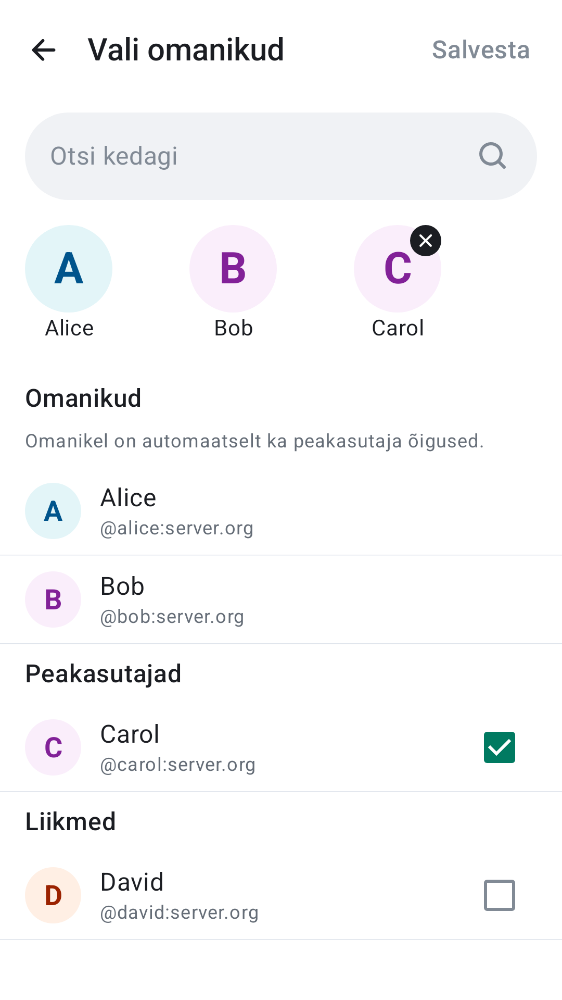 Vali omanikud
Salvesta
Otsi kedagi
A
B
C
Alice
Bob
Carol
Omanikud
Omanikel on automaatselt ka peakasutaja õigused.
A
Alice
@alice:server.org
B
Bob
@bob:server.org
Peakasutajad
C
Carol
@carol:server.org
Liikmed
D
David
@david:server.org